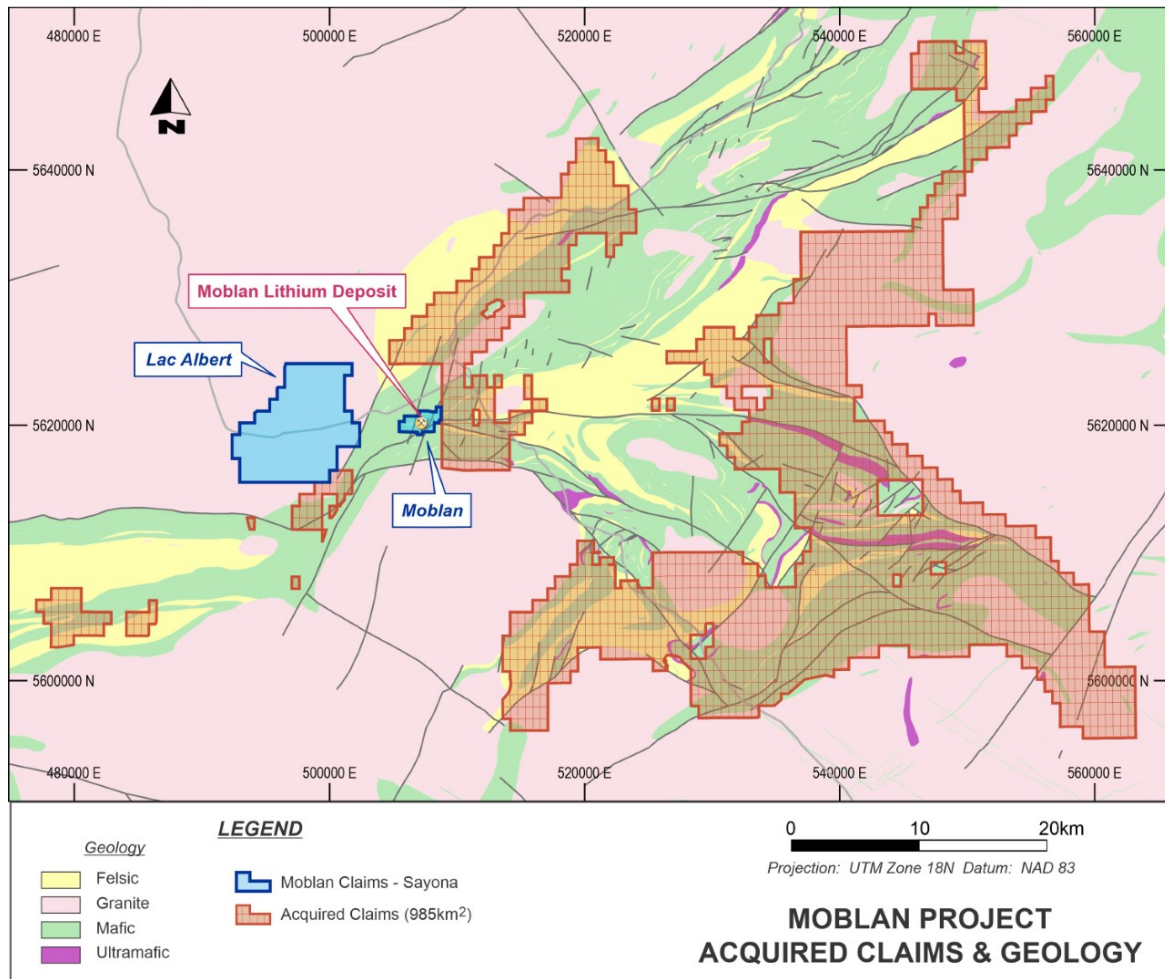 480000 E
500000 E
520000 E
540000 E
560000 E
N
5640000 N
5640000 N
Moblan Lithium Deposit
Lac Albert
5620000 N
5620000 N
Moblan
5600000 N
5600000 N
480000 E
500000 E
520000 E
540000 E
560000 E
LEGEND
Geology
Felsic
Granite
Mafic
Ultramafic
Moblan Claims - Sayona
Acquired Claims (985km²)
0 10 20km
Projection: UTM Zone 18N Datum: NAD 83
MOBLAN PROJECT
ACQUIRED CLAIMS & GEOLOGY